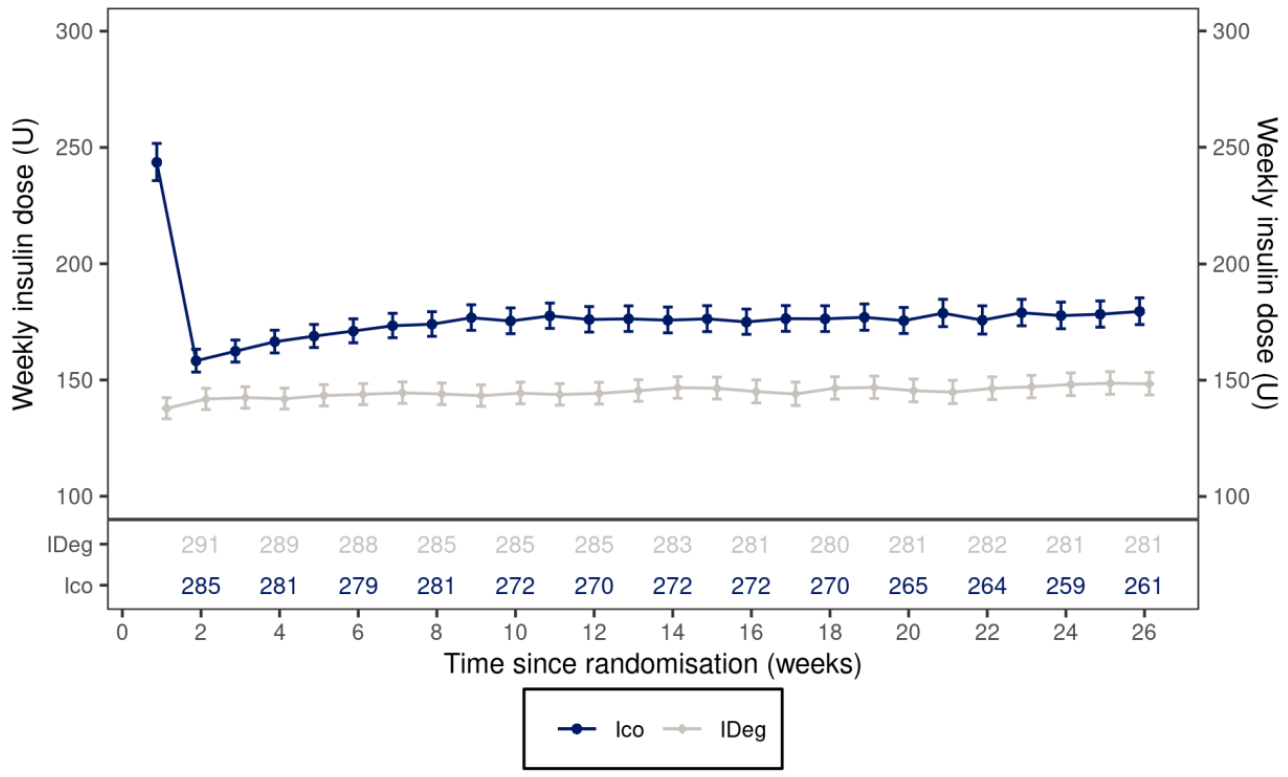 300
250
200
150
100
Weekly insulin dose (U)
300
250
200
150
100
Weekly insulin dose (U)
IDeg 291 289 288 285 285 285 283 281 280 281 282 281 281
Ico 285 281 279 281 272 270 272 272 270 265 264 259 261
0 2 4 6 8 10 12 14 16 18 20 22 24 26
Time since randomisation (weeks)
Ico IDeg